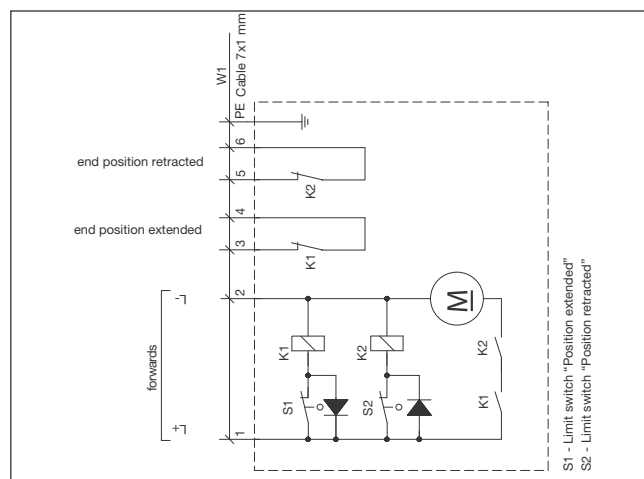 W1
PE Cable 7x1 mm
6
end position retracted
5
K2
4
end position extended
3
K1
2
-
forwards
+
1
K1
K2
S1
S2
M
K2
K1
S1 - Limit switch “Position extended”
S2 - Limit switch “Position retracted”